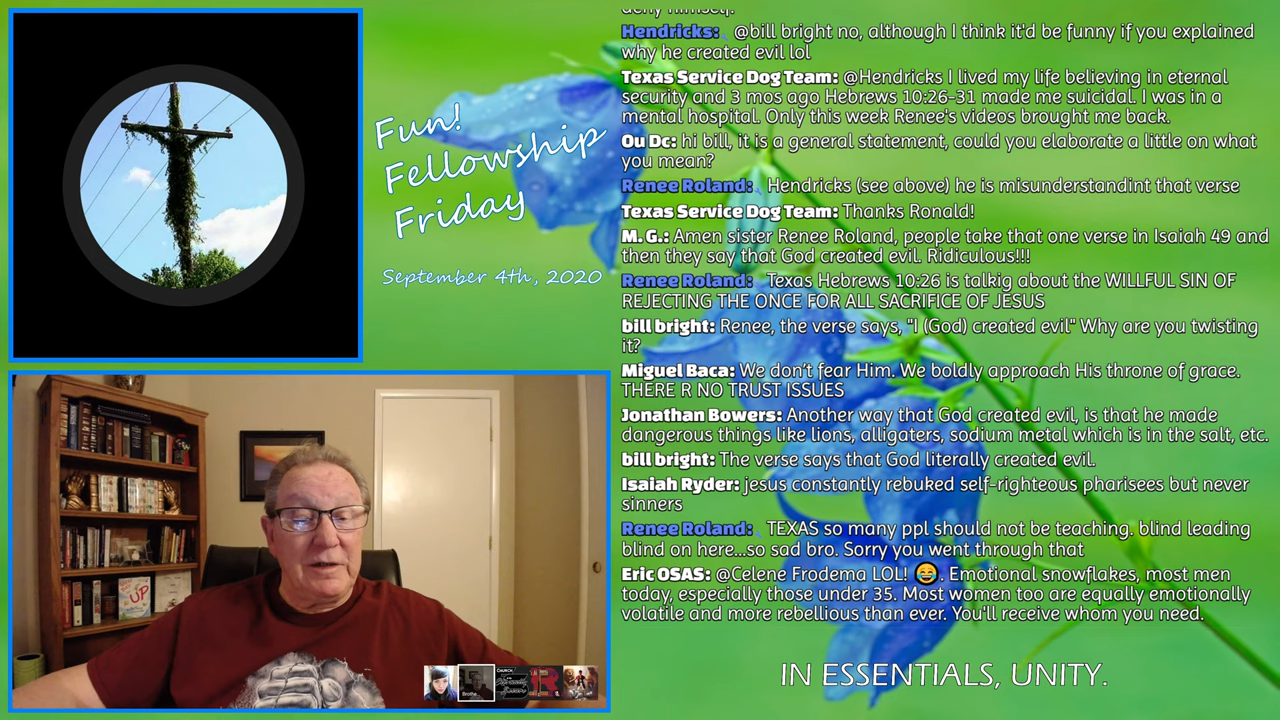 deny himself.
Hendricks: @bill bright no, although I think it'd be funny if you explained
why he created evil lol
Texas Service Dog Team: @Hendricks I lived my life believing in eternal
security and 3 mos ago Hebrews 10:26-31 made me suicidal. I was in a
mental hospital. Only this week Renee's videos brought me back.
Ou Dc: hi bill, it is a general statement, could you elaborate a little on what
you mean?
Renee Roland: Hendricks (see above) he is misunderstandint that verse
Texas Service Dog Team: Thanks Ronald!
M. G.: Amen sister Renee Roland, people take that one verse in Isaiah 49 and
then they say that God created evil. Ridiculous!!!
Renee Roland: Texas Hebrews 10:26 is talkig about the WILLFUL SIN OF
REJECTING THE ONCE FOR ALL SACRIFICE OF JESUS
bill bright: Renee, the verse says, "I (God) created evil" Why are you twisting
it?
Miguel Baca: We don't fear Him. We boldly approach His throne of grace.
THERE R NO TRUST ISSUES
Jonathan Bowers: Another way that God created evil, is that he made
dangerous things like lions, alligaters, sodium metal which is in the salt, etc.
bill bright: The verse says that God literally created evil.
Isaiah Ryder: jesus constantly rebuked self-righteous pharisees but never
sinners
Renee Roland: TEXAS so many ppl should not be teaching. blind leading
blind on here...so sad bro. Sorry you went through that
Eric OSAS: @Celene Frodema LOL! 😂. Emotional snowflakes, most men
today, especially those under 35. Most women too are equally emotionally
volatile and more rebellious than ever. You'll receive whom you need.
Fun!
Fellowship
Friday
September 4th, 2020
UP
IN ESSENTIALS, UNITY.